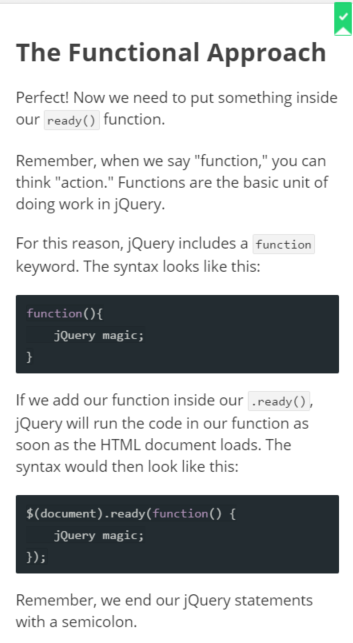 The Functional Approach
Perfect! Now we need to put something inside
our ready() function.
Remember, when we say "function," you can
think "action." Functions are the basic unit of
doing work in jQuery.
For this reason, jQuery includes a function
keyword. The syntax looks like this:
function(){
    jQuery magic;
}
If we add our function inside our .ready(),
jQuery will run the code in our function as
soon as the HTML document loads. The
syntax would then look like this:
$(document).ready(function() {
    jQuery magic;
});
Remember, we end our jQuery statements
with a semicolon.